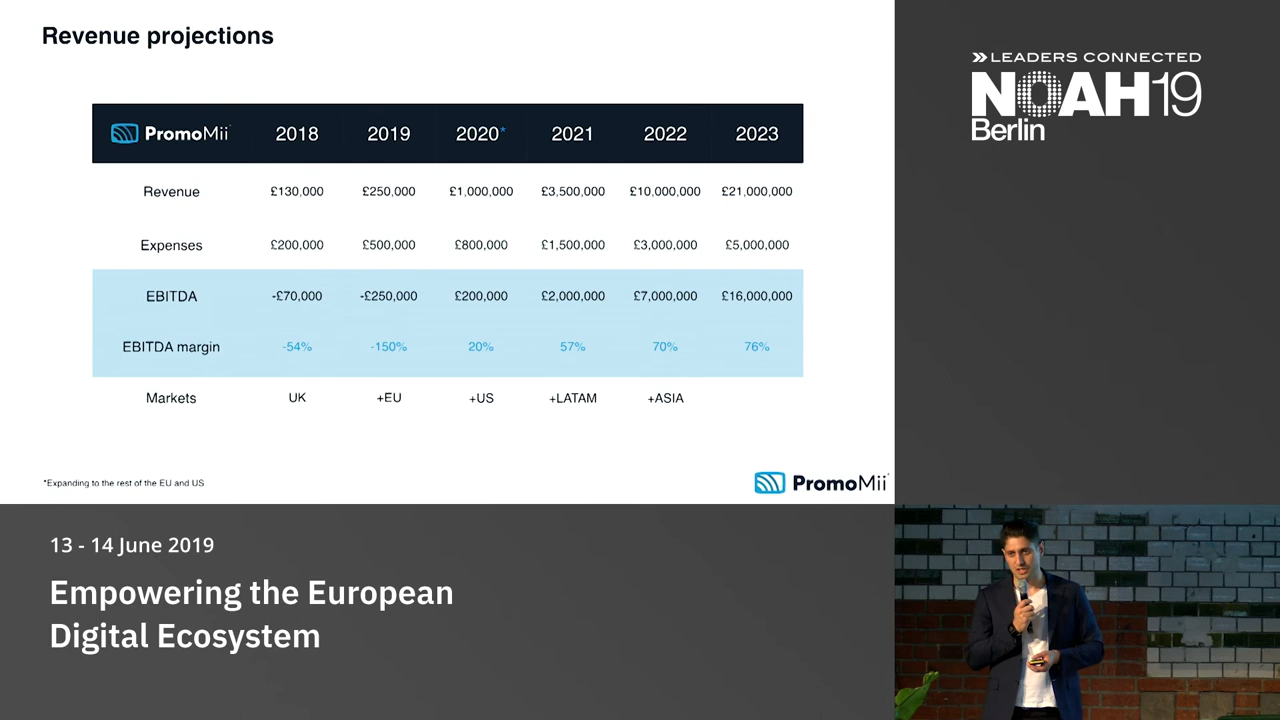 Revenue projections
PromoMii 2018 2019 2020* 2021 2022 2023
Revenue £130,000 £250,000 £1,000,000 £3,500,000 £10,000,000 £21,000,000
Expenses £200,000 £500,000 £800,000 £1,500,000 £3,000,000 £5,000,000
EBITDA -£70,000 -£250,000 £200,000 £2,000,000 £7,000,000 £16,000,000
EBITDA margin -54% -150% 20% 57% 70% 76%
Markets UK +EU +US +LATAM +ASIA
*Expanding to the rest of the EU and US
PromoMii
LEADERS CONNECTED
NOAH19
Berlin
13 - 14 June 2019
Empowering the European
Digital Ecosystem